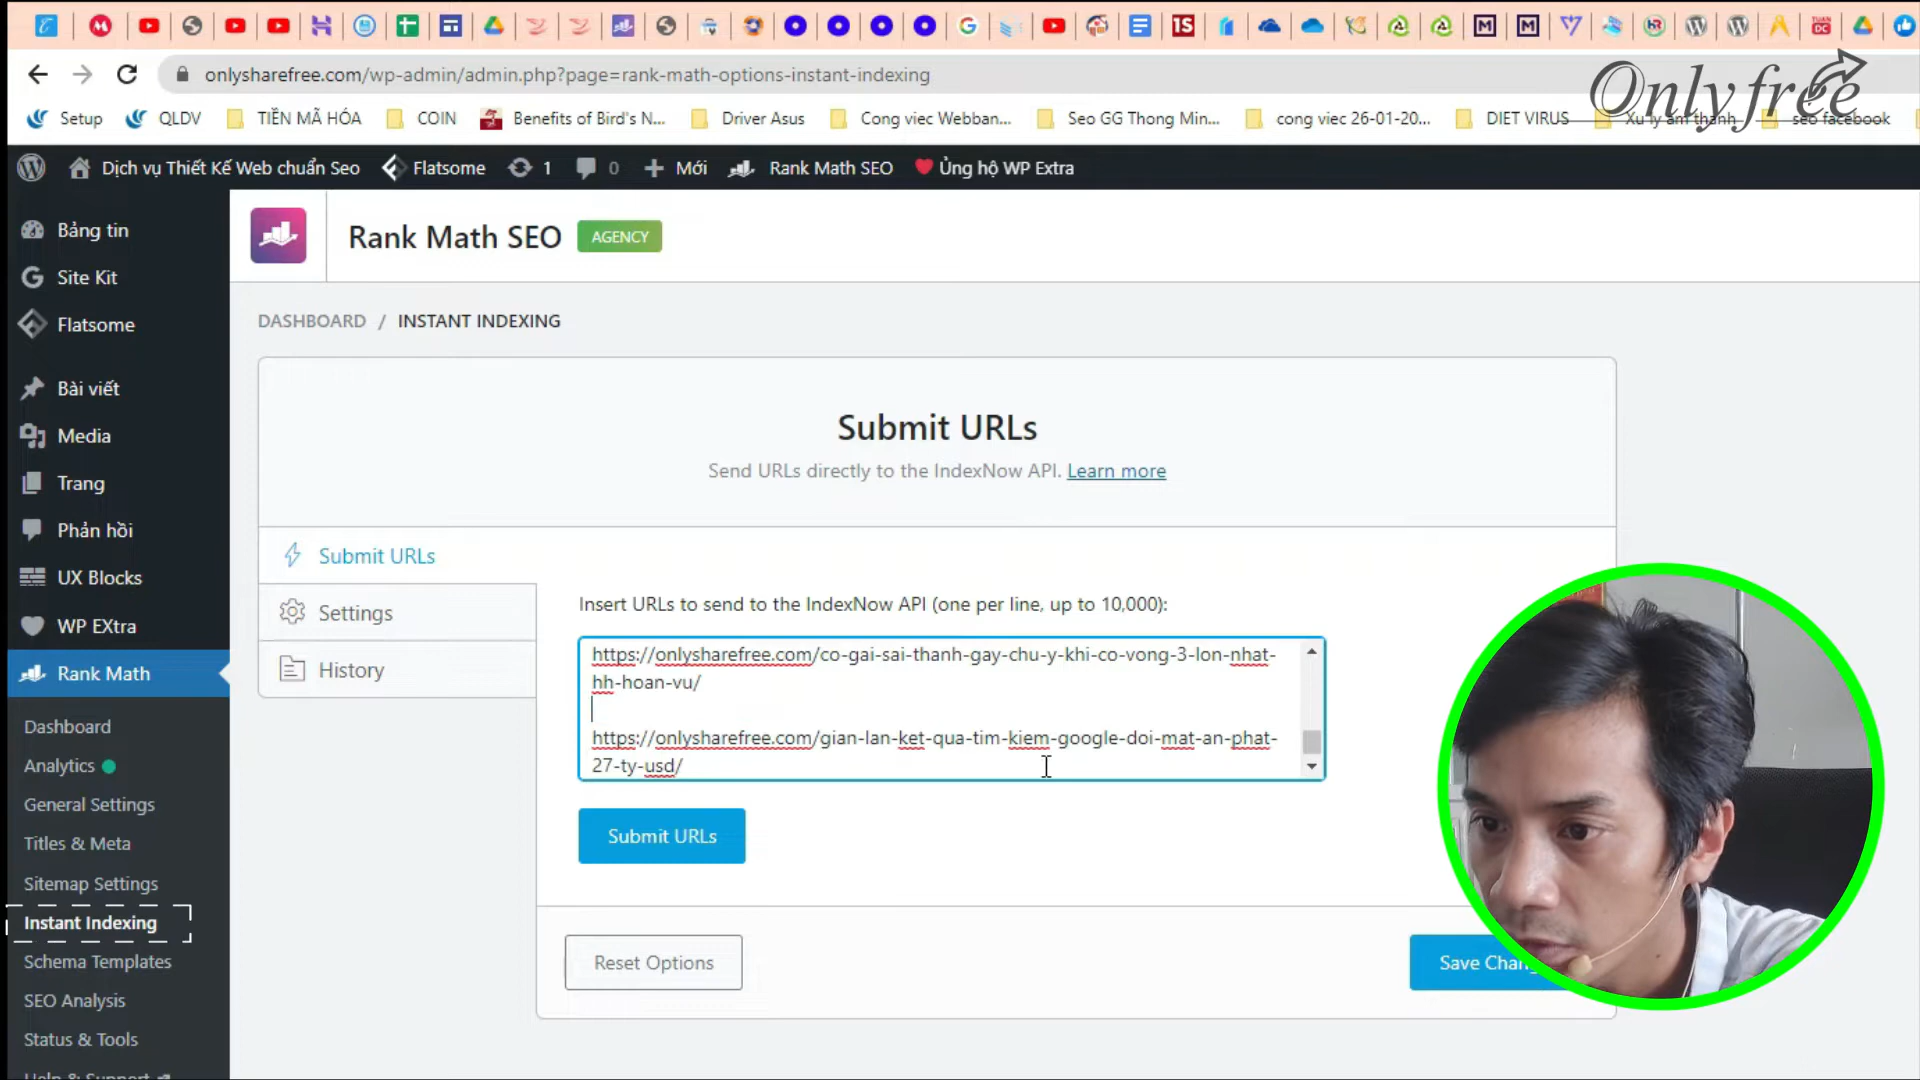 onlysharefree.com/wp-admin/admin.php?page=rank-math-options-instant-indexing
Only free
Setup QLDV TIỀN MÃ HÓA COIN Benefits of Bird's N... Driver Asus Cong viec Webban... Seo GG Thong Min... cong viec 26-01-20... DIET VIRUS Xu ly am thanh seo facebook
Dịch vụ Thiết Kế Web chuẩn Seo Flatsome 1 0 Mới Rank Math SEO Ủng hộ WP Extra
Bảng tin
Site Kit
Flatsome
Bài viết
Media
Trang
Phản hồi
UX Blocks
WP EXtra
Rank Math
Dashboard
Analytics
General Settings
Titles & Meta
Sitemap Settings
Instant Indexing
Schema Templates
SEO Analysis
Status & Tools
Help & Support
Rank Math SEO AGENCY
DASHBOARD / INSTANT INDEXING
Submit URLs
Send URLs directly to the IndexNow API. Learn more
Submit URLs
Settings
History
Insert URLs to send to the IndexNow API (one per line, up to 10,000):
https://onlysharefree.com/co-gai-sai-thanh-gay-chu-y-khi-co-vong-3-lon-nhat-
hh-hoan-vu/
https://onlysharefree.com/gian-lan-ket-qua-tim-kiem-google-doi-mat-an-phat-
27-ty-usd/
Submit URLs
Reset Options
Save Chan